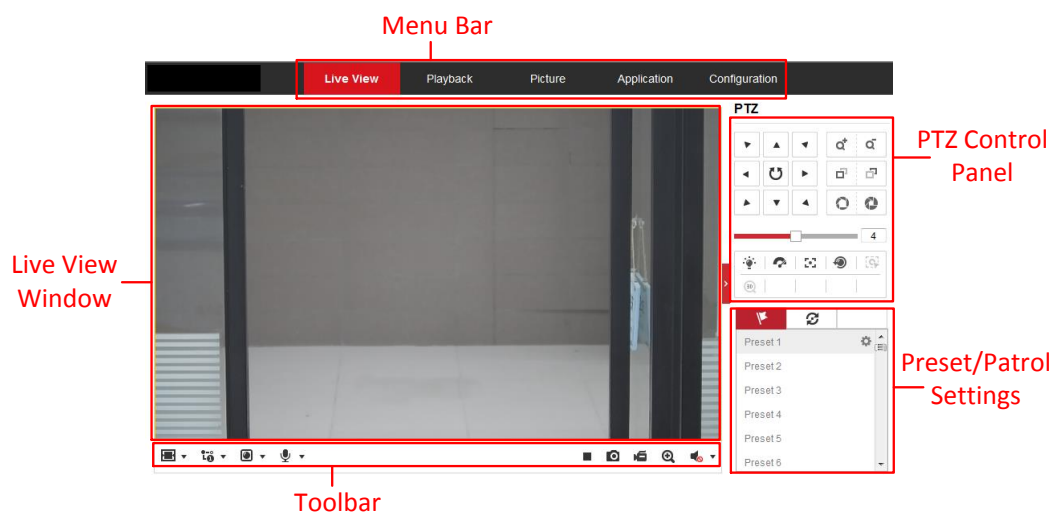 Menu Bar
Live View Playback Picture Application Configuration
PTZ
PTZ Control
Panel
4
Live View
Window
3D
Preset 1
Preset 2
Preset 3
Preset 4
Preset 5
Preset 6
Preset/Patrol
Settings
Toolbar